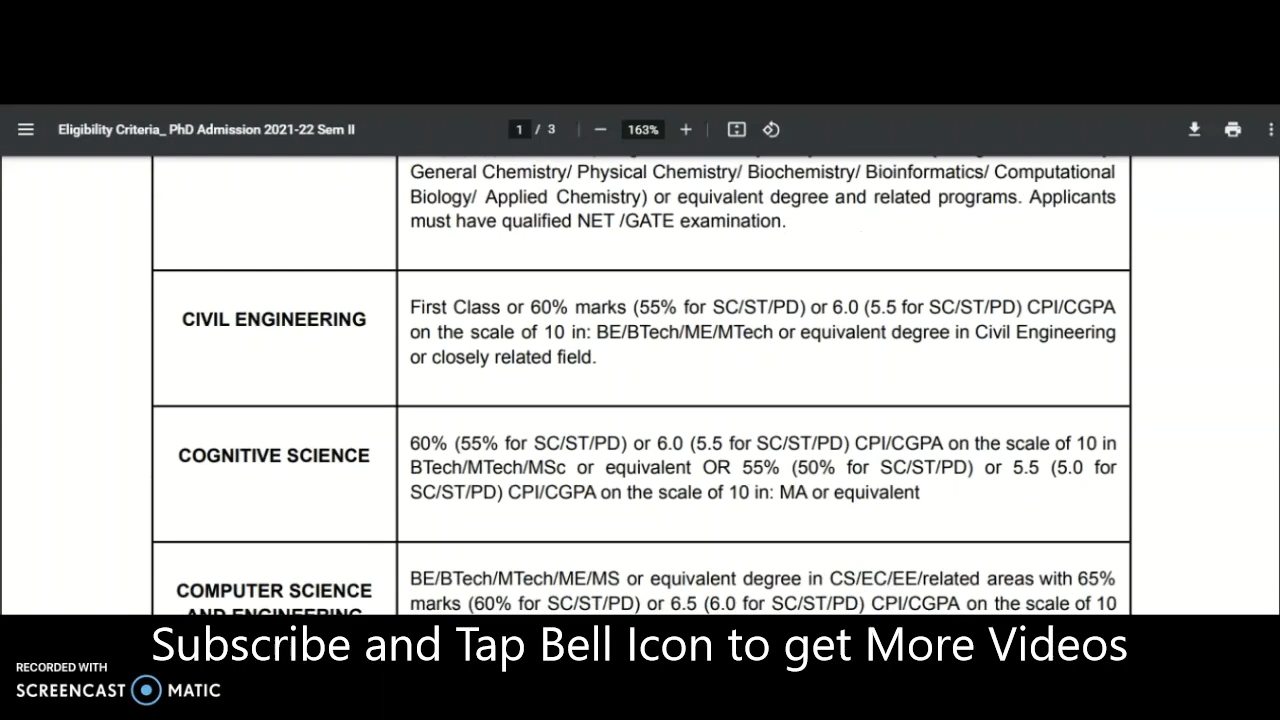 Eligibility Criteria_ PhD Admission 2021-22 Sem II
1 / 3
163%
General Chemistry/ Physical Chemistry/ Biochemistry/ Bioinformatics/ Computational
Biology/ Applied Chemistry) or equivalent degree and related programs. Applicants
must have qualified NET /GATE examination.
CIVIL ENGINEERING
First Class or 60% marks (55% for SC/ST/PD) or 6.0 (5.5 for SC/ST/PD) CPI/CGPA
on the scale of 10 in: BE/BTech/ME/MTech or equivalent degree in Civil Engineering
or closely related field.
COGNITIVE SCIENCE
60% (55% for SC/ST/PD) or 6.0 (5.5 for SC/ST/PD) CPI/CGPA on the scale of 10 in
BTech/MTech/MSc or equivalent OR 55% (50% for SC/ST/PD) or 5.5 (5.0 for
SC/ST/PD) CPI/CGPA on the scale of 10 in: MA or equivalent
COMPUTER SCIENCE
AND ENGINEERING
BE/BTech/MTech/ME/MS or equivalent degree in CS/EC/EE/related areas with 65%
marks (60% for SC/ST/PD) or 6.5 (6.0 for SC/ST/PD) CPI/CGPA on the scale of 10
Subscribe and Tap Bell Icon to get More Videos
RECORDED WITH
SCREENCAST MATIC